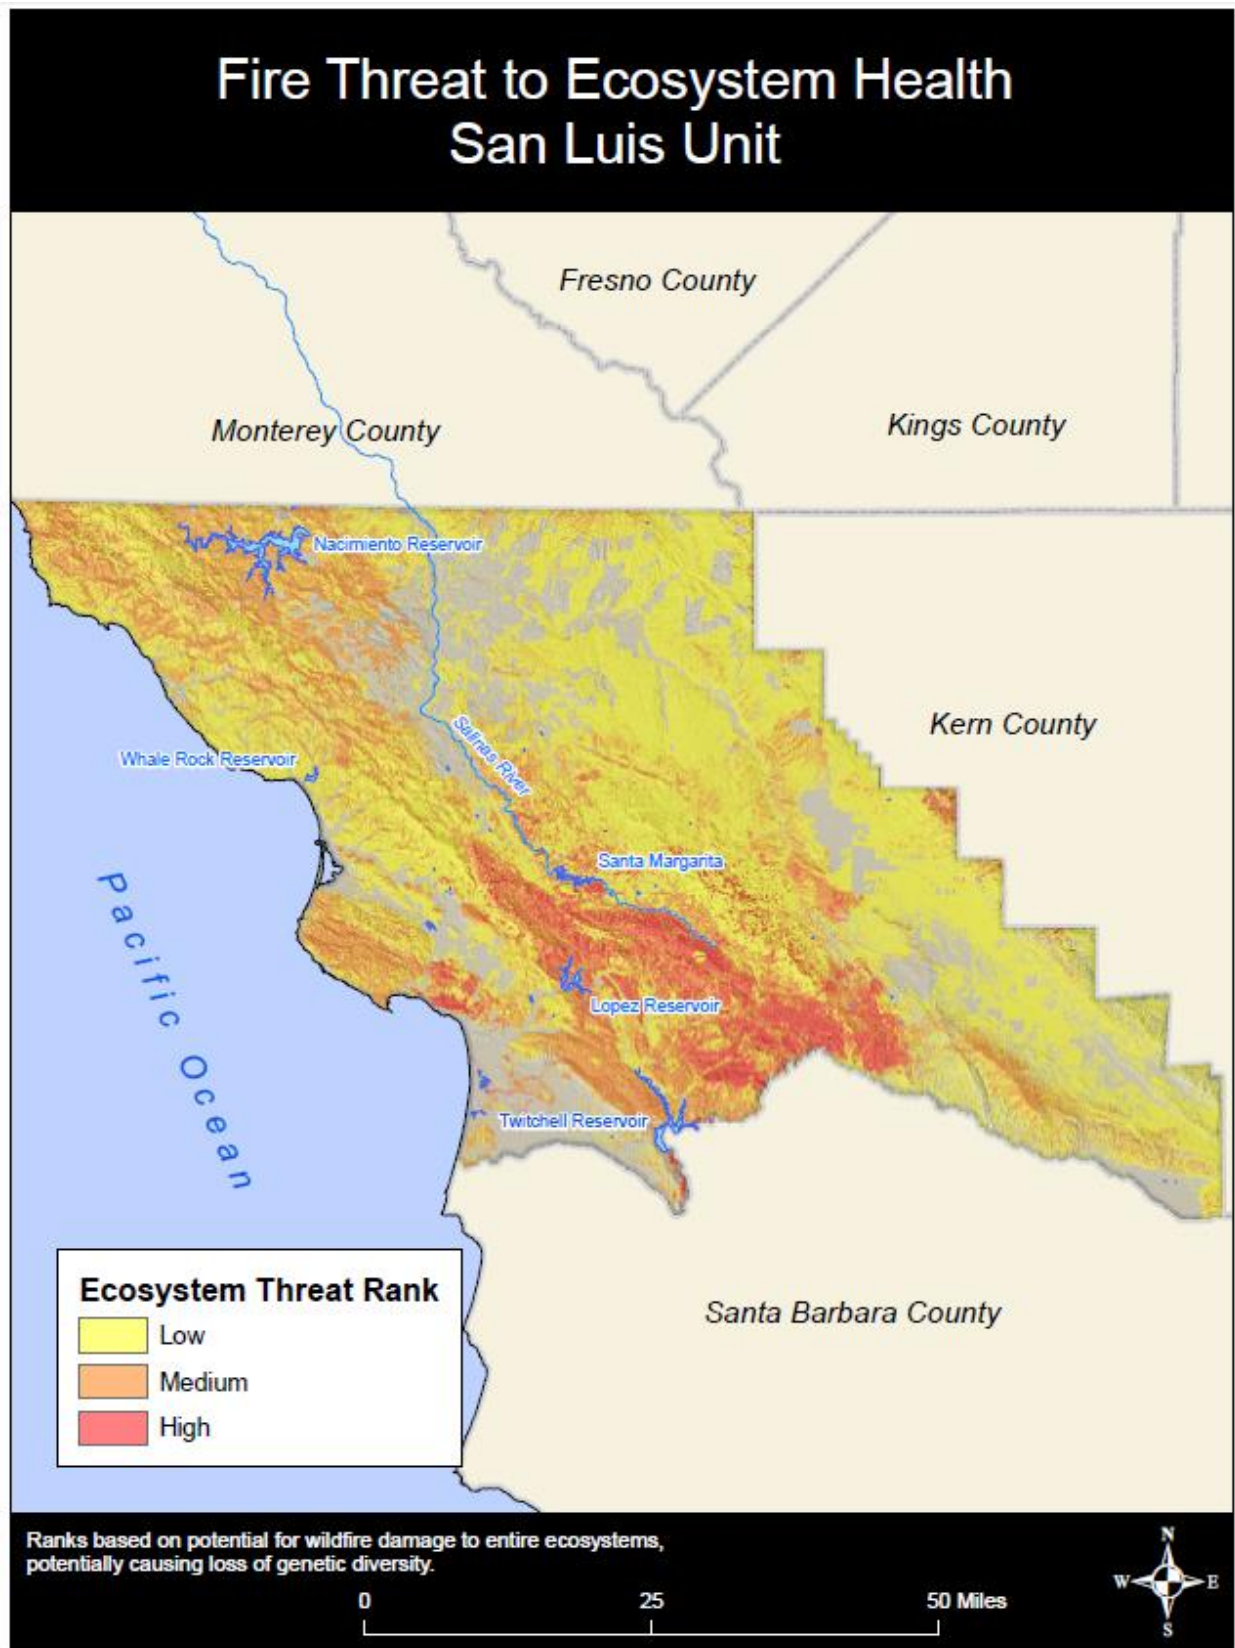 Fire Threat to Ecosystem Health
San Luis Unit
Fresno County
Monterey County
Kings County
Nacimiento Reservoir
Kern County
Salinas River
Whale Rock Reservoir
Santa Margarita
Pacific Ocean
Lopez Reservoir
Twitchell Reservoir
Santa Barbara County
Ecosystem Threat Rank
Low
Medium
High
Ranks based on potential for wildfire damage to entire ecosystems,
potentially causing loss of genetic diversity.
0 25 50 Miles
N
W E
S